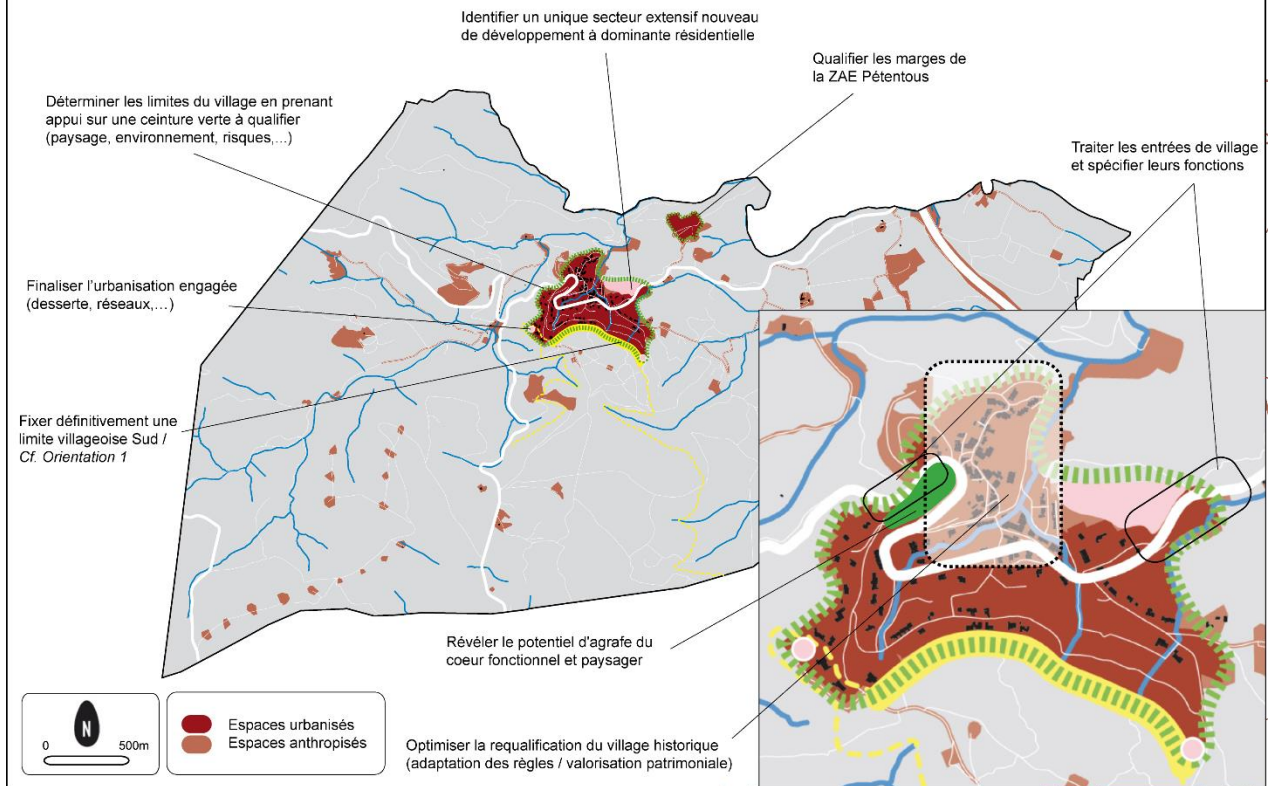 Identifier un unique secteur extensif nouveau
de développement à dominante résidentielle
Qualifier les marges de
la ZAE Pétentous
Déterminer les limites du village en prenant
appui sur une ceinture verte à qualifier
(paysage, environnement, risques,...)
Traiter les entrées de village
et spécifier leurs fonctions
Finaliser l'urbanisation engagée
(desserte, réseaux,...)
Fixer définitivement une
limite villageoise Sud /
Cf. Orientation 1
Révéler le potentiel d'agrafe du
coeur fonctionnel et paysager
Optimiser la requalification du village historique
(adaptation des règles / valorisation patrimoniale)
N
0 500m
Espaces urbanisés
Espaces anthropisés